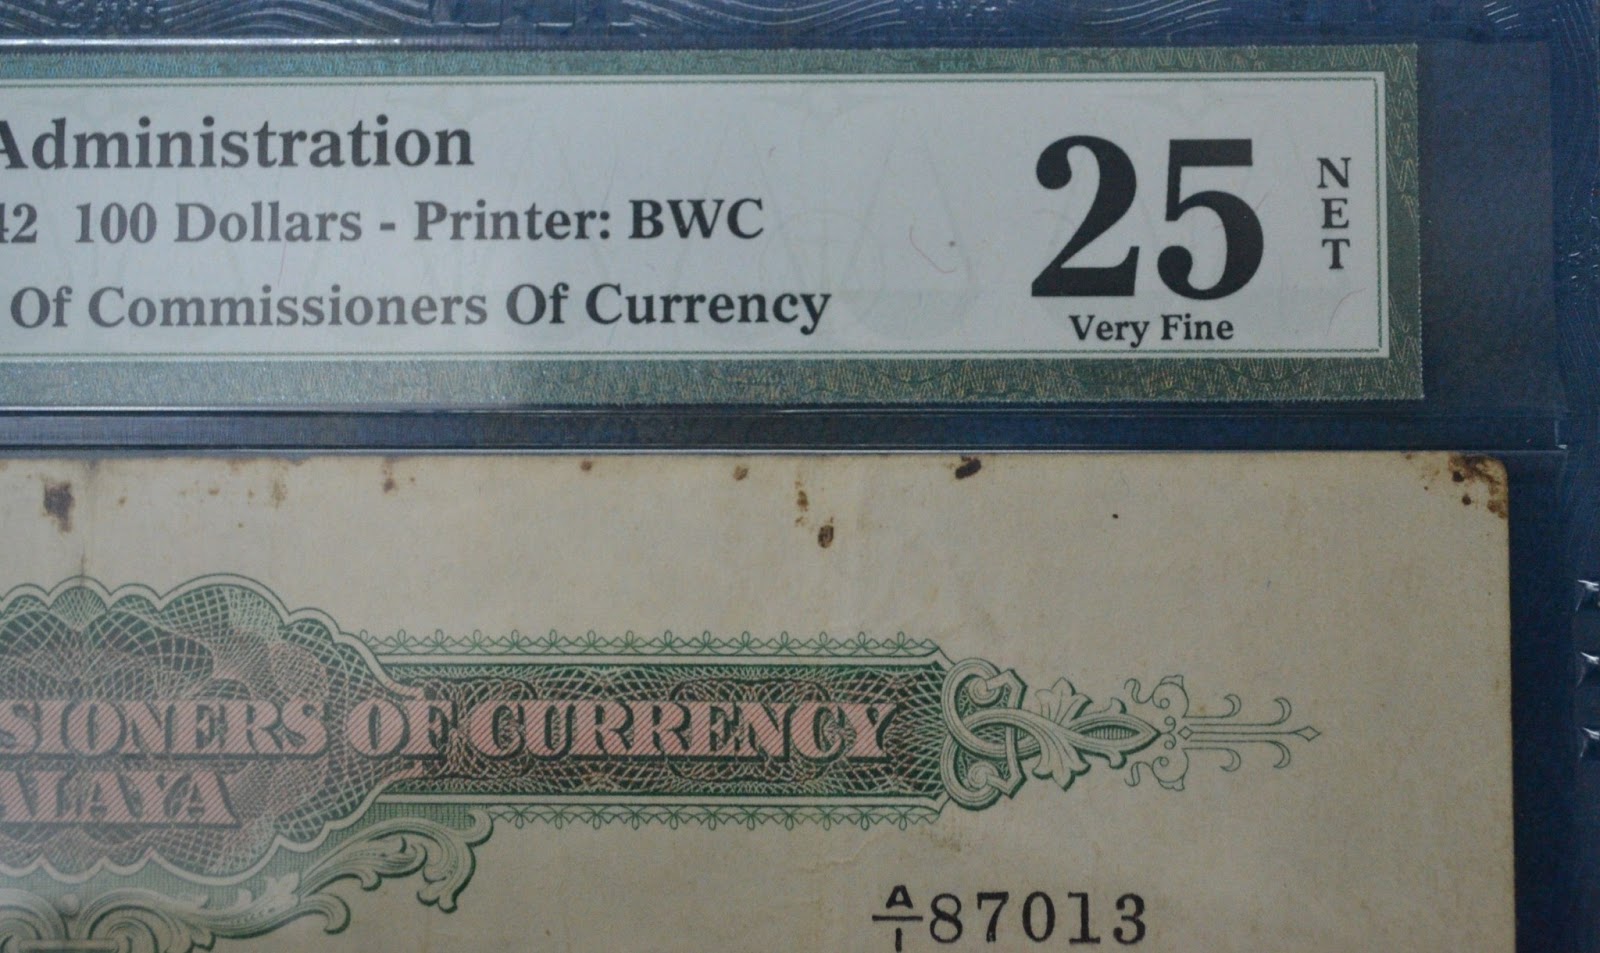 Administration
42 100 Dollars - Printer: BWC
Of Commissioners Of Currency
25
NET
Very Fine
SIONERS OF CURRENCY
ALAYA
A/1 87013